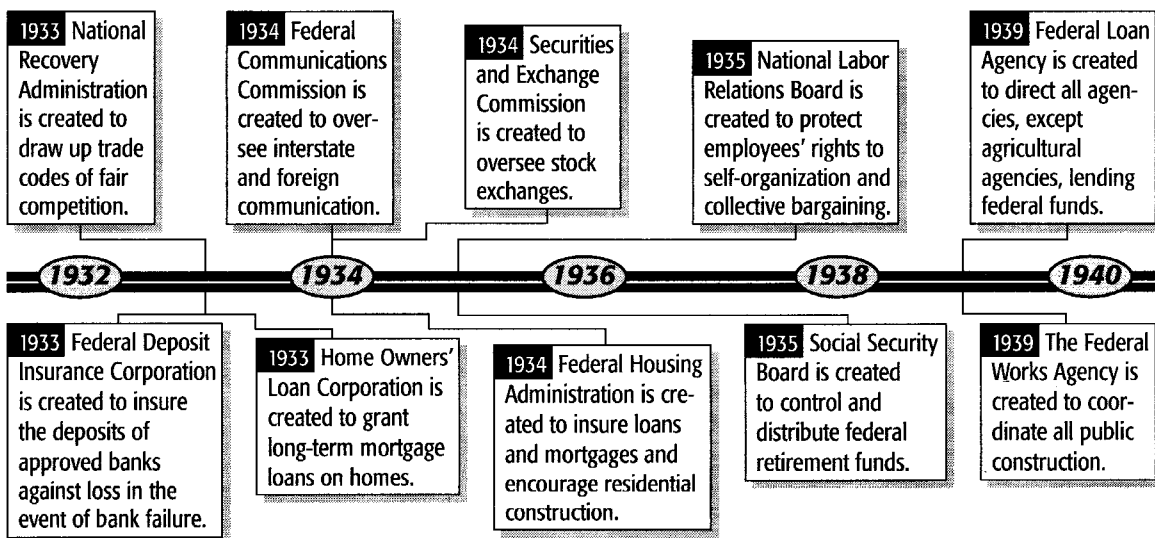 1933 National
Recovery
Administration
is created to
draw up trade
codes of fair
competition.
1934 Federal
Communications
Commission is
created to over-
see interstate
and foreign
communication.
1934 Securities
and Exchange
Commission
is created to
oversee stock
exchanges.
1935 National Labor
Relations Board is
created to protect
employees' rights to
self-organization and
collective bargaining.
1939 Federal Loan
Agency is created
to direct all agen-
cies, except
agricultural
agencies, lending
federal funds.
1932
1934
1936
1938
1940
1933 Federal Deposit
Insurance Corporation
is created to insure
the deposits of
approved banks
against loss in the
event of bank failure.
1933 Home Owners'
Loan Corporation is
created to grant
long-term mortgage
loans on homes.
1934 Federal Housing
Administration is cre-
ated to insure loans
and mortgages and
encourage residential
construction.
1935 Social Security
Board is created
to control and
distribute federal
retirement funds.
1939 The Federal
Works Agency is
created to coor-
dinate all public
construction.